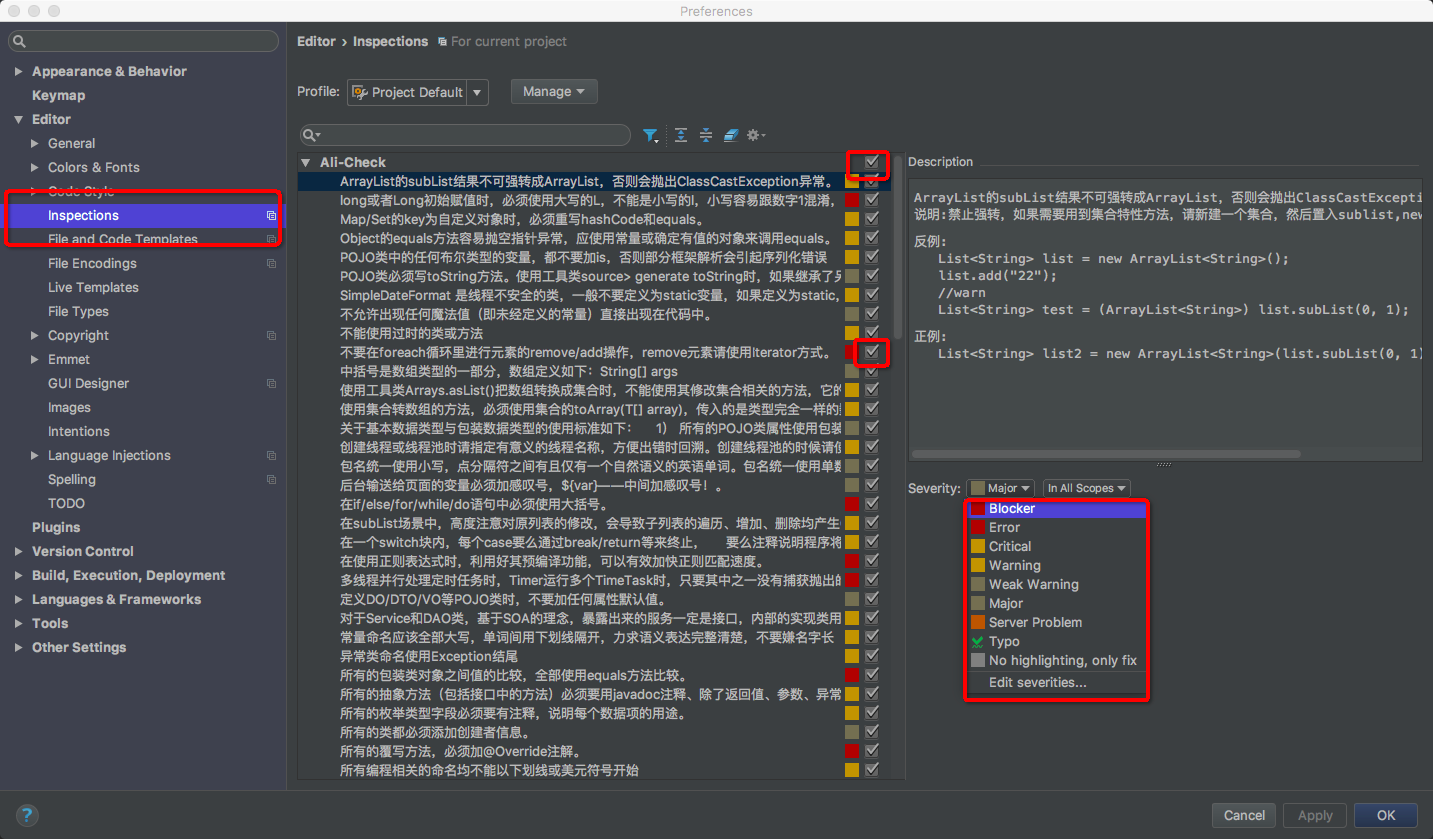 Preferences
Appearance & Behavior
Keymap
Editor
General
Colors & Fonts
Code Style
Inspections
File and Code Templates
File Encodings
Live Templates
File Types
Copyright
Emmet
GUI Designer
Images
Intentions
Language Injections
Spelling
TODO
Plugins
Version Control
Build, Execution, Deployment
Languages & Frameworks
Tools
Other Settings
Editor › Inspections For current project
Profile: Project Default Manage
Ali-Check
ArrayList的subList结果不可强转成ArrayList，否则会抛出ClassCastException异常。
long或者Long初始赋值时，必须使用大写的L，不能是小写的l，小写容易跟数字1混淆，
Map/Set的key为自定义对象时，必须重写hashCode和equals。
Object的equals方法容易抛空指针异常，应使用常量或确定有值的对象来调用equals。
POJO类中的任何布尔类型的变量，都不要加is，否则部分框架解析会引起序列化错误
POJO类必须写toString方法。使用工具类source> generate toString时，如果继承了另
SimpleDateFormat 是线程不安全的类，一般不要定义为static变量，如果定义为static，
不允许出现任何魔法值（即未经定义的常量）直接出现在代码中。
不能使用过时的类或方法
不要在foreach循环里进行元素的remove/add操作，remove元素请使用Iterator方式。
中括号是数组类型的一部分，数组定义如下：String[] args
使用工具类Arrays.asList()把数组转换成集合时，不能使用其修改集合相关的方法，它的
使用集合转数组的方法，必须使用集合的toArray(T[] array)，传入的是类型完全一样的
关于基本数据类型与包装数据类型的使用标准如下： 1） 所有的POJO类属性使用包装
创建线程或线程池时请指定有意义的线程名称，方便出错时回溯。创建线程池的时候请使
包名统一使用小写，点分隔符之间有且仅有一个自然语义的英语单词。包名统一使用单数
后台输送给页面的变量必须加感叹号，${var}——中间加感叹号！。
在if/else/for/while/do语句中必须使用大括号。
在subList场景中，高度注意对原列表的修改，会导致子列表的遍历、增加、删除均产生
在一个switch块内，每个case要么通过break/return等来终止， 要么注释说明程序将
在使用正则表达式时，利用好其预编译功能，可以有效加快正则匹配速度。
多线程并行处理定时任务时，Timer运行多个TimeTask时，只要其中之一没有捕获抛出的
定义DO/DTO/VO等POJO类时，不要加任何属性默认值。
对于Service和DAO类，基于SOA的理念，暴露出来的服务一定是接口，内部的实现类用
常量命名应该全部大写，单词间用下划线隔开，力求语义表达完整清楚，不要嫌名字长
异常类命名使用Exception结尾
所有的包装类对象之间值的比较，全部使用equals方法比较。
所有的抽象方法（包括接口中的方法）必须要用javadoc注释、除了返回值、参数、异常
所有的枚举类型字段必须要有注释，说明每个数据项的用途。
所有的类都必须添加创建者信息。
所有的覆写方法，必须加@Override注解。
所有编程相关的命名均不能以下划线或美元符号开始
Description
ArrayList的subList结果不可强转成ArrayList，否则会抛出ClassCastExcepti
说明:禁止强转，如果需要用到集合特性方法，请新建一个集合，然后置入sublist,new
反例：
List<String> list = new ArrayList<String>();
list.add("22");
//warn
List<String> test = (ArrayList<String>) list.subList(0, 1);
正例：
List<String> list2 = new ArrayList<String>(list.subList(0, 1)
Severity: Major In All Scopes
Blocker
Error
Critical
Warning
Weak Warning
Major
Server Problem
Typo
No highlighting, only fix
Edit severities...
?
Cancel Apply OK